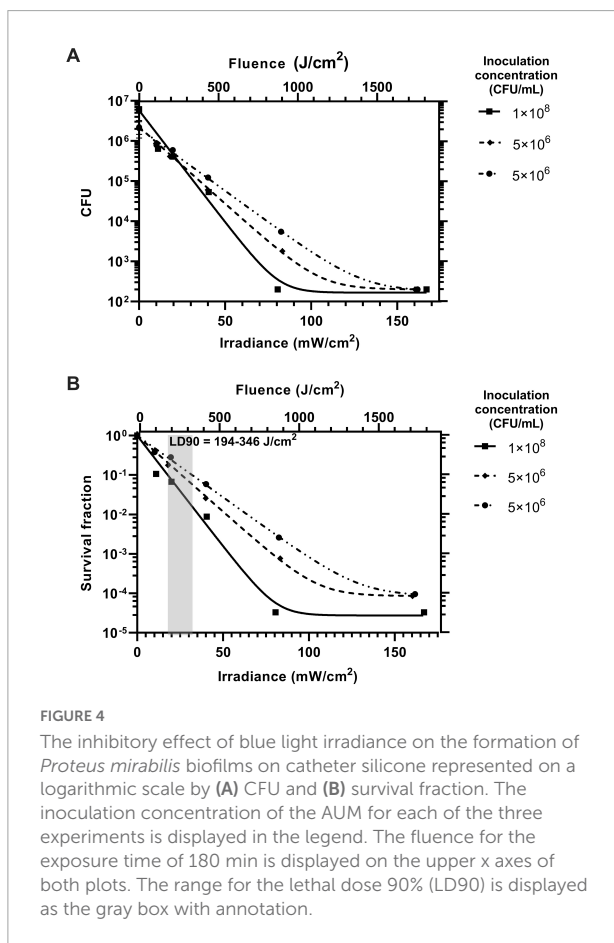 A
Fluence (J/cm²)
0 500 1000 1500
10⁷
10⁶
10⁵
10⁴
10³
10²
CFU
0 50 100 150
Irradiance (mW/cm²)
Inoculation
concentration
(CFU/mL)
1×10⁸
5×10⁶
5×10⁶
B
Fluence (J/cm²)
0 500 1000 1500
LD90 = 194-346 J/cm²
10⁰
10⁻¹
10⁻²
10⁻³
10⁻⁴
10⁻⁵
Survival fraction
0 50 100 150
Irradiance (mW/cm²)
Inoculation
concentration
(CFU/mL)
1×10⁸
5×10⁶
5×10⁶
FIGURE 4
The inhibitory effect of blue light irradiance on the formation of
Proteus mirabilis biofilms on catheter silicone represented on a
logarithmic scale by (A) CFU and (B) survival fraction. The
inoculation concentration of the AUM for each of the three
experiments is displayed in the legend. The fluence for the
exposure time of 180 min is displayed on the upper x axes of
both plots. The range for the lethal dose 90% (LD90) is displayed
as the gray box with annotation.